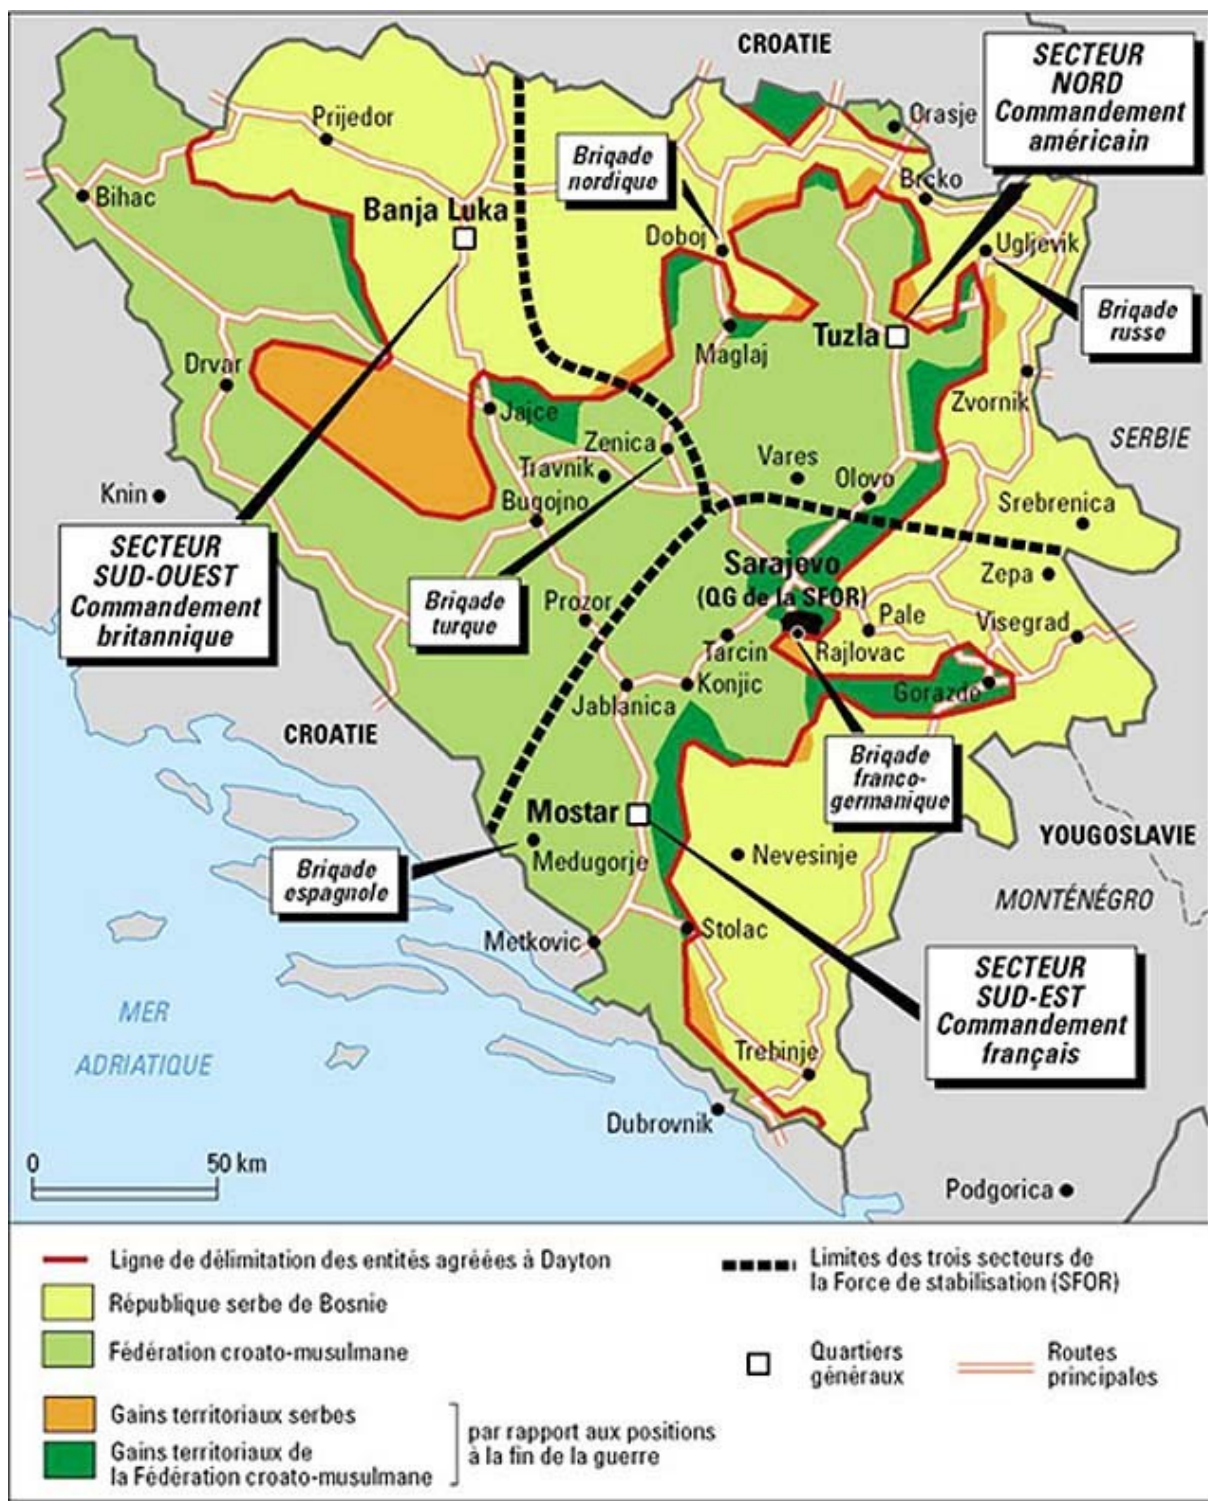 CROATIE
SECTEUR
NORD
Commandement
américain
Prijedor
Orasje
Brigade
nordique
Bihac
Brcko
Banja Luka
Doboj
Ugljevik
Brigade
russe
Tuzla
Maglaj
Drvar
Zvornik
Jajce
SERBIE
Zenica
Vares
Travnik
Olovo
Knin
Bugojno
Srebrenica
SECTEUR
SUD-OUEST
Commandement
britannique
Sarajevo
(QG de la SFOR)
Zepa
Brigade
turque
Prozor
Pale
Visegrad
Tarcin
Rajlovac
Jablanica
Konjic
Gorazde
CROATIE
Brigade
franco-
germanique
Mostar
YOUGOSLAVIE
Brigade
espagnole
Medugorje
Nevesinje
MONTÉNÉGRO
Metkovic
Stolac
SECTEUR
SUD-EST
Commandement
français
MER
ADRIATIQUE
Trebinje
Dubrovnik
0
50 km
Podgorica
Ligne de délimitation des entités agréées à Dayton
République serbe de Bosnie
Fédération croato-musulmane
Gains territoriaux serbes
Gains territoriaux de
la Fédération croato-musulmane
par rapport aux positions
à la fin de la guerre
Limites des trois secteurs de
la Force de stabilisation (SFOR)
Quartiers
généraux
Routes
principales